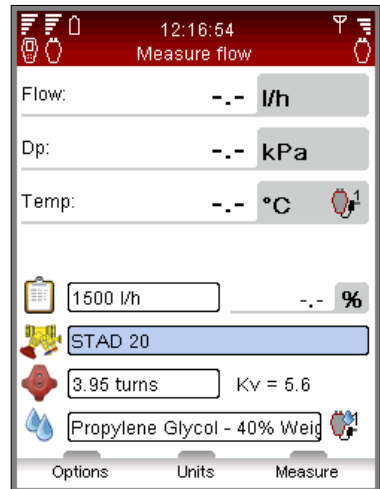 12:16:54
Measure flow
Flow: -.- l/h
Dp: -.- kPa
Temp: -.- °C 1
1500 l/h -.- %
STAD 20
3.95 turns Kv = 5.6
Propylene Glycol - 40% Weig
Options Units Measure